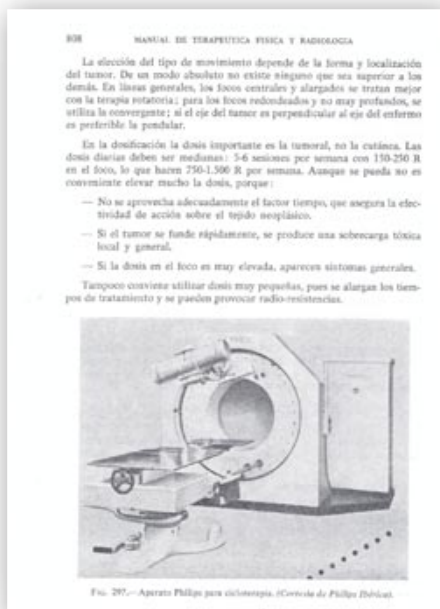 808 MANUAL DE TERAPEUTICA FISICA Y RADIOLOGIA
La elección del tipo de movimiento depende de la forma y localización
del tumor. De un modo absoluto no existe ninguno que sea superior a los
demás. En líneas generales, los focos centrales y alargados se tratan mejor
con la terapia rotatoria; para los focos redondeados y no muy profundos, se
utiliza la convergente; si el eje del tumor es perpendicular al eje del enfermo
es preferible la pendular.
En la dosificación la dosis importante es la tumoral, no la cutánea. Las
dosis diarias deben ser medianas: 5-6 sesiones por semana con 150-250 R
en el foco, lo que hacen 750-1.500 R por semana. Aunque se pueda no es
conveniente elevar mucho la dosis, porque:
— No se aprovecha adecuadamente el factor tiempo, que asegura la efec-
tividad de acción sobre el tejido neoplásico.
— Si el tumor se funde rápidamente, se produce una sobrecarga tóxica
local y general.
— Si la dosis en el foco es muy elevada, aparecen síntomas generales.
Tampoco conviene utilizar dosis muy pequeñas, pues se alargan los tiem-
pos de tratamiento y se pueden provocar radio-resistencias.
FIG. 297.—Aparato Philips para cicloterapia. (Cortesía de Philips Ibérica).